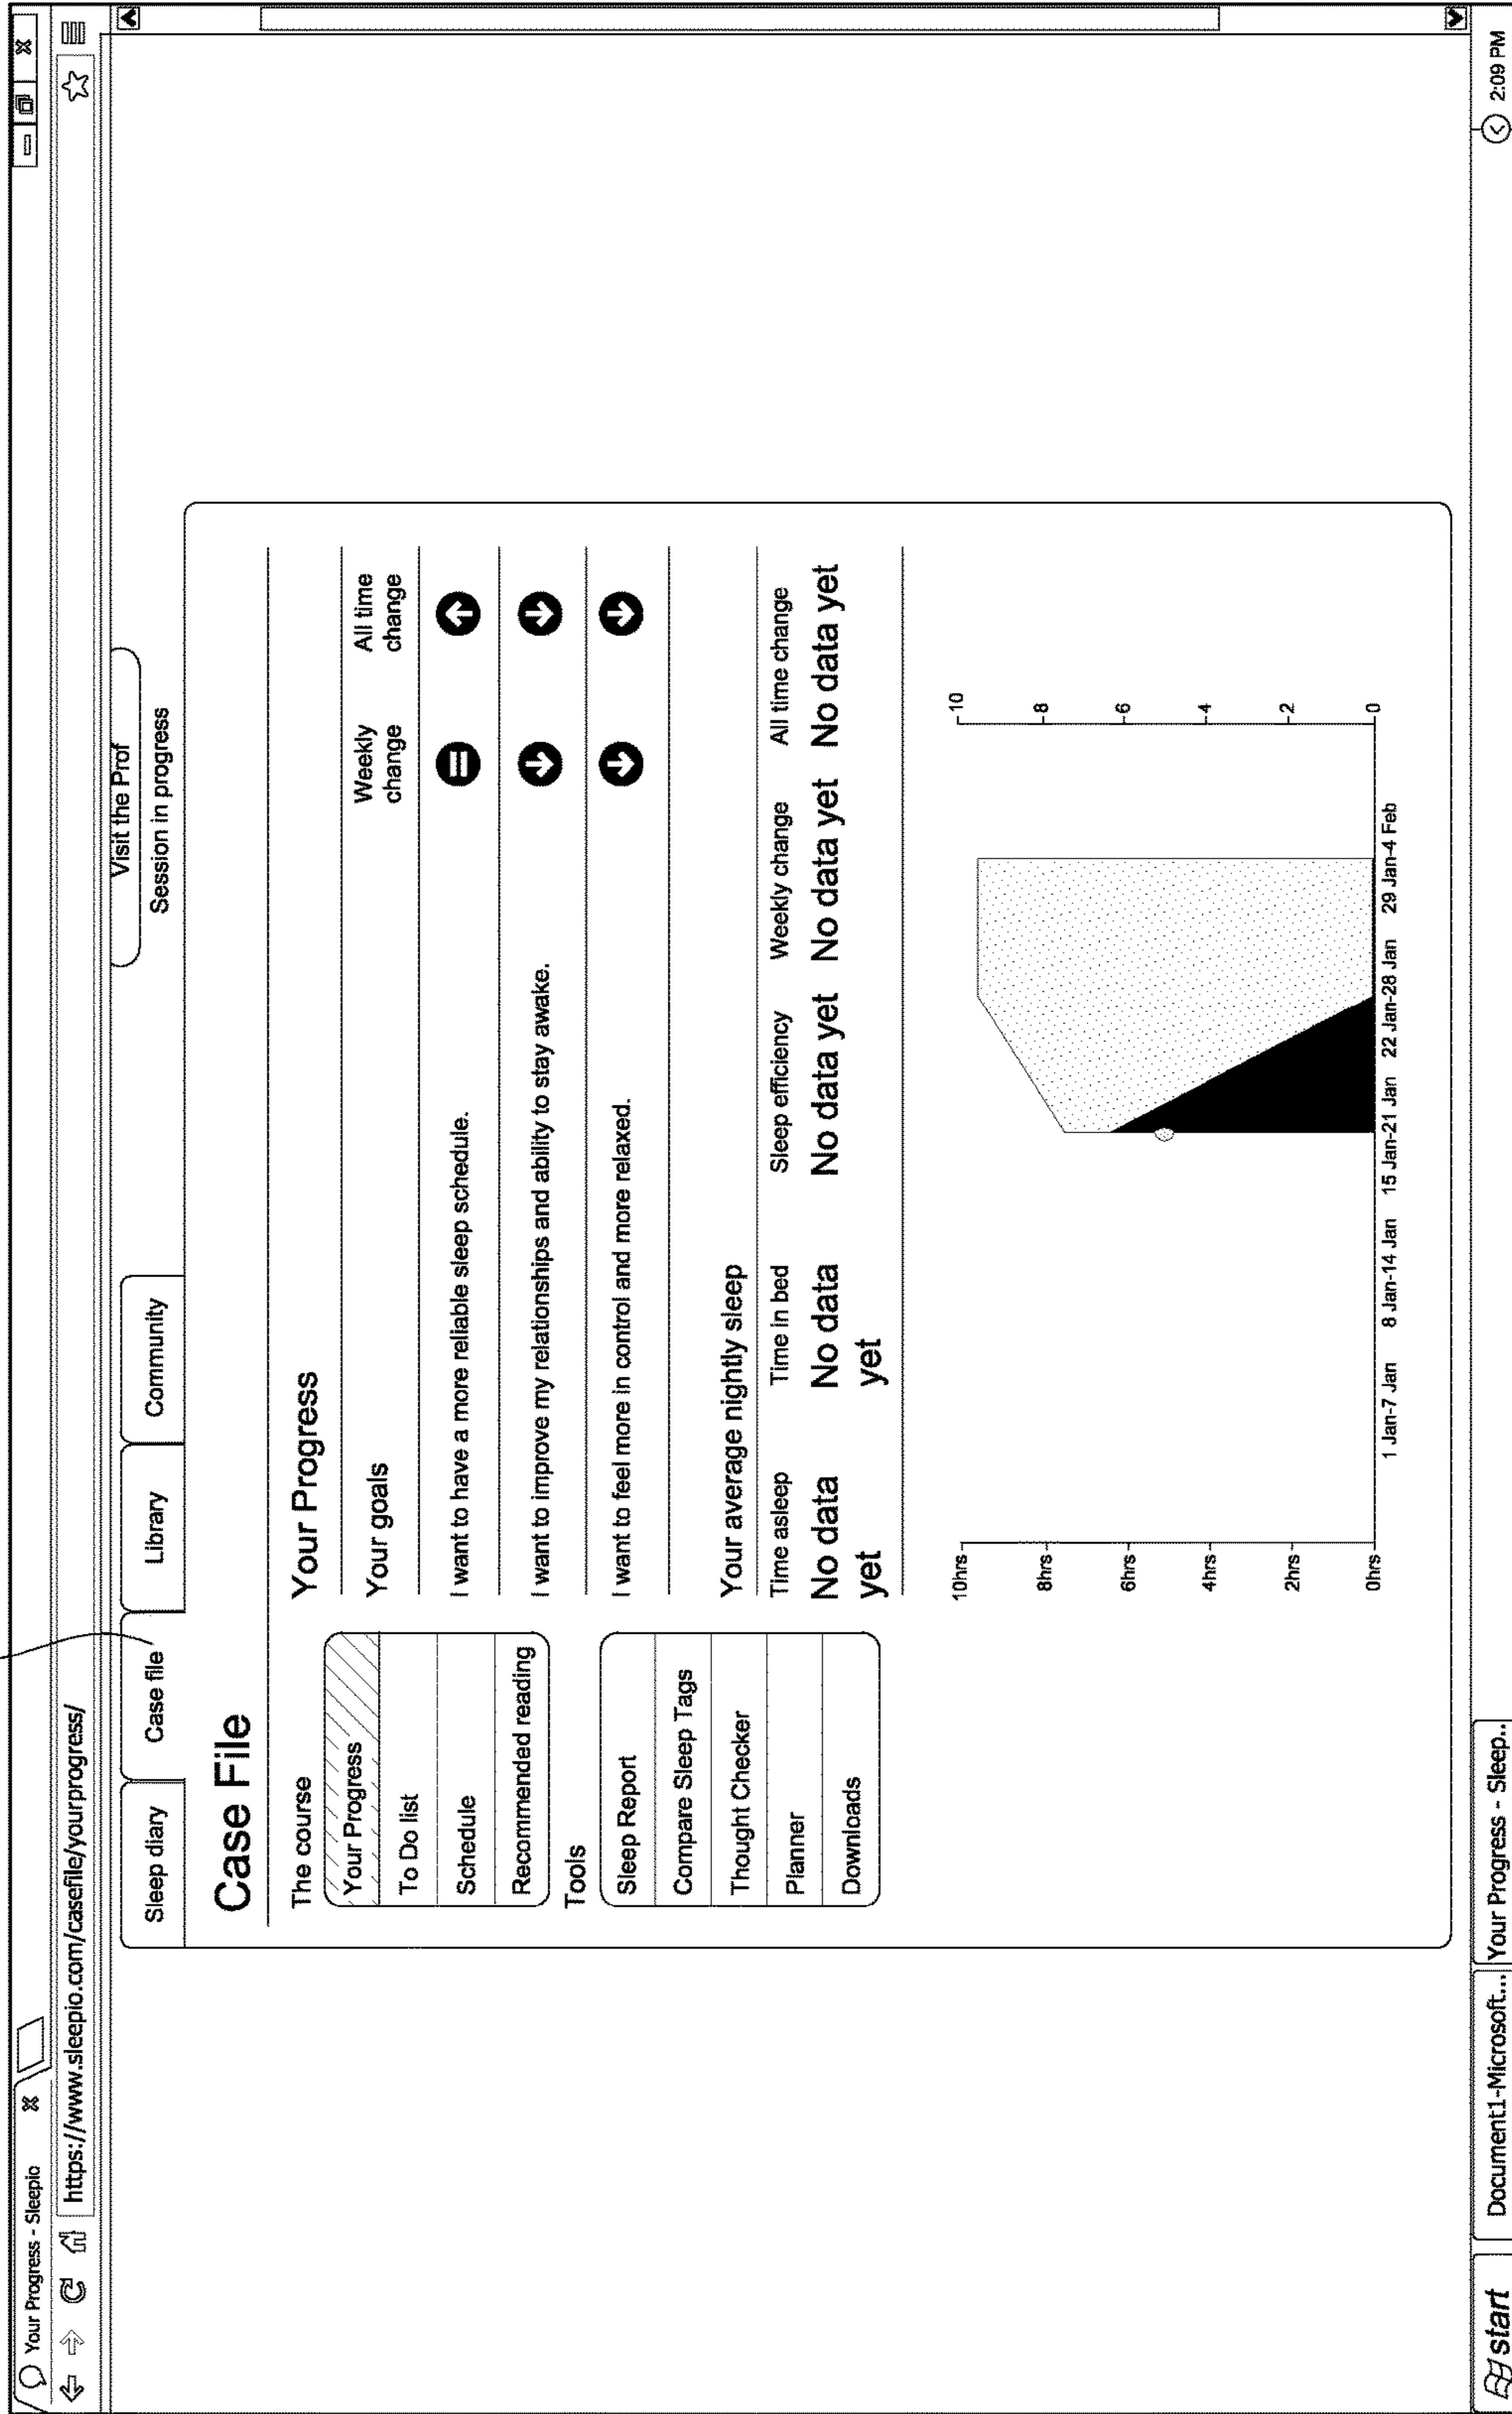 Your Progress - Sleepio
https://www.sleepio.com/casefile/yourprogress/
Visit the Prof
Session in progress
Sleep diary
Case file
Library
Community
Case File
The course
Your Progress
To Do list
Schedule
Recommended reading
Tools
Sleep Report
Compare Sleep Tags
Thought Checker
Planner
Downloads
Your Progress
Your goals
Weekly change
All time change
I want to have a more reliable sleep schedule.
I want to improve my relationships and ability to stay awake.
I want to feel more in control and more relaxed.
Your average nightly sleep
Time asleep
Time in bed
Sleep efficiency
Weekly change
All time change
No data yet
No data yet
No data yet
No data yet
No data yet
10hrs
8hrs
6hrs
4hrs
2hrs
0hrs
10
8
6
4
2
0
1 Jan-7 Jan
8 Jan-14 Jan
15 Jan-21 Jan
22 Jan-28 Jan
29 Jan-4 Feb
start
Document1-Microsoft...
Your Progress - Sleep..
2:09 PM